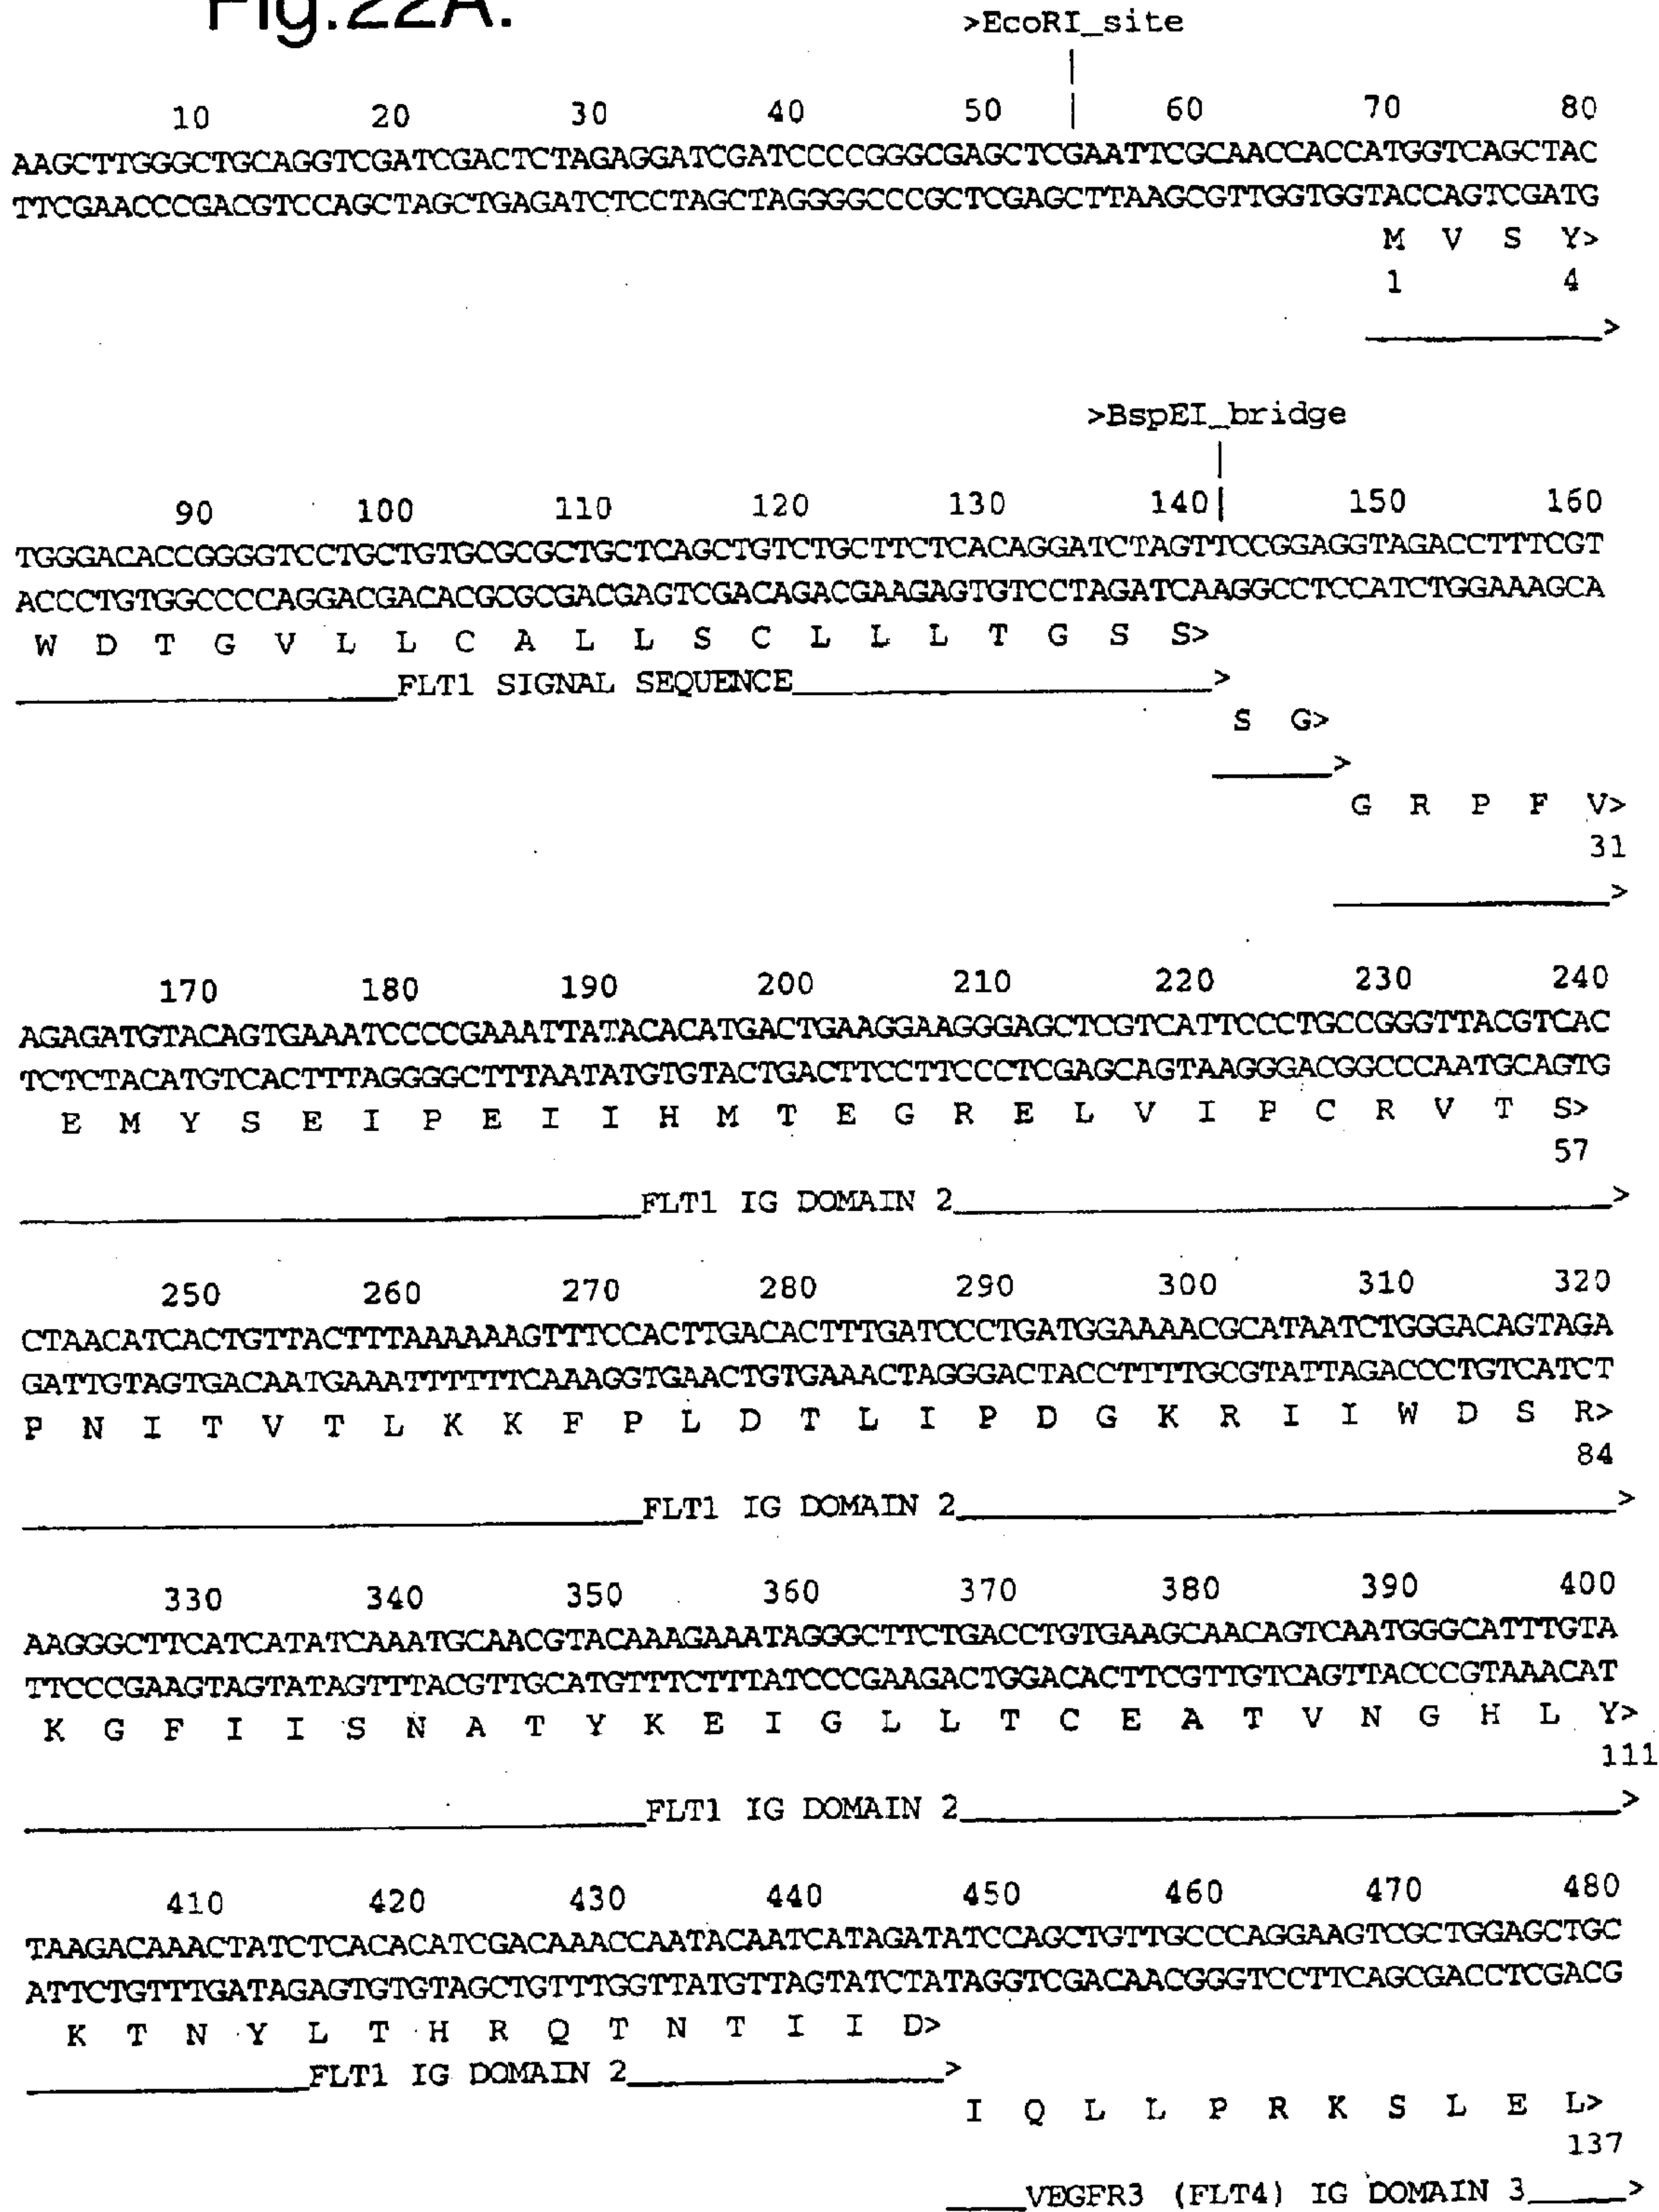 Fig.22A.
>EcoRI_site
10 20 30 40 50 60 70 80
AAGCTTGGGCTGCAGGTCGATCGACTCTAGAGGATCGATCCCCGGGCGAGCTCGAATTCGCAACCACCATGGTCAGCTAC
TTCGAACCCGACGTCCAGCTAGCTGAGATCTCCTAGCTAGGGGCCCGCTCGAGCTTAAGCGTTGGTGGTACCAGTCGATG
M V S Y>
1 4
>
>BspEI_bridge
90 100 110 120 130 140 150 160
TGGGACACCGGGGTCCTGCTGTGCGCGCTGCTCAGCTGTCTGCTTCTCACAGGATCTAGTTCCGGAGGTAGACCTTTCGT
ACCCTGTGGCCCCAGGACGACACGCGCGACGAGTCGACAGACGAAGAGTGTCCTAGATCAAGGCCTCCATCTGGAAAGCA
W D T G V L L C A L L S C L L L T G S S>
FLT1 SIGNAL SEQUENCE >
S G>
>
G R P F V>
31
>
170 180 190 200 210 220 230 240
AGAGATGTACAGTGAAATCCCCGAAATTATACACATGACTGAAGGAAGGGAGCTCGTCATTCCCTGCCGGGTTACGTCAC
TCTCTACATGTCACTTTAGGGGCTTTAATATGTGTACTGACTTCCTTCCCTCGAGCAGTAAGGGACGGCCCAATGCAGTG
E M Y S E I P E I I H M T E G R E L V I P C R V T S>
57
FLT1 IG DOMAIN 2 >
250 260 270 280 290 300 310 320
CTAACATCACTGTTACTTTAAAAAAGTTTCCACTTGACACTTTGATCCCTGATGGAAAACGCATAATCTGGGACAGTAGA
GATTGTAGTGACAATGAAATTTTTTCAAAGGTGAACTGTGAAACTAGGGACTACCTTTTGCGTATTAGACCCTGTCATCT
P N I T V T L K K F P L D T L I P D G K R I I W D S R>
84
FLT1 IG DOMAIN 2 >
330 340 350 360 370 380 390 400
AAGGGCTTCATCATATCAAATGCAACGTACAAAGAAATAGGGCTTCTGACCTGTGAAGCAACAGTCAATGGGCATTTGTA
TTCCCGAAGTAGTATAGTTTACGTTGCATGTTTCTTTATCCCGAAGACTGGACACTTCGTTGTCAGTTACCCGTAAACAT
K G F I I S N A T Y K E I G L L T C E A T V N G H L Y>
111
FLT1 IG DOMAIN 2 >
410 420 430 440 450 460 470 480
TAAGACAAACTATCTCACACATCGACAAACCAATACAATCATAGATATCCAGCTGTTGCCCAGGAAGTCGCTGGAGCTGC
ATTCTGTTTGATAGAGTGTGTAGCTGTTTGGTTATGTTAGTATCTATAGGTCGACAACGGGTCCTTCAGCGACCTCGACG
K T N Y L T H R Q T N T I I D>
FLT1 IG DOMAIN 2 >
I Q L L P R K S L E L>
137
VEGFR3 (FLT4) IG DOMAIN 3 >